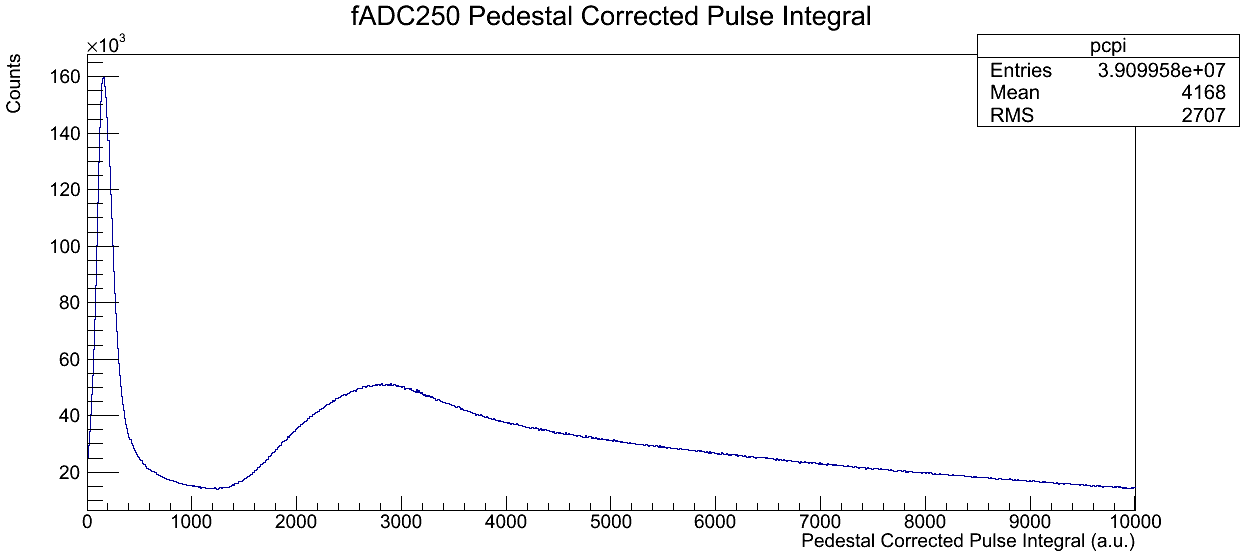 fADC250 Pedestal Corrected Pulse Integral
×10³
Counts
pcpi
Entries 3.909958e+07
Mean 4168
RMS 2707
160
140
120
100
80
60
40
20
0 1000 2000 3000 4000 5000 6000 7000 8000 9000 10000
Pedestal Corrected Pulse Integral (a.u.)